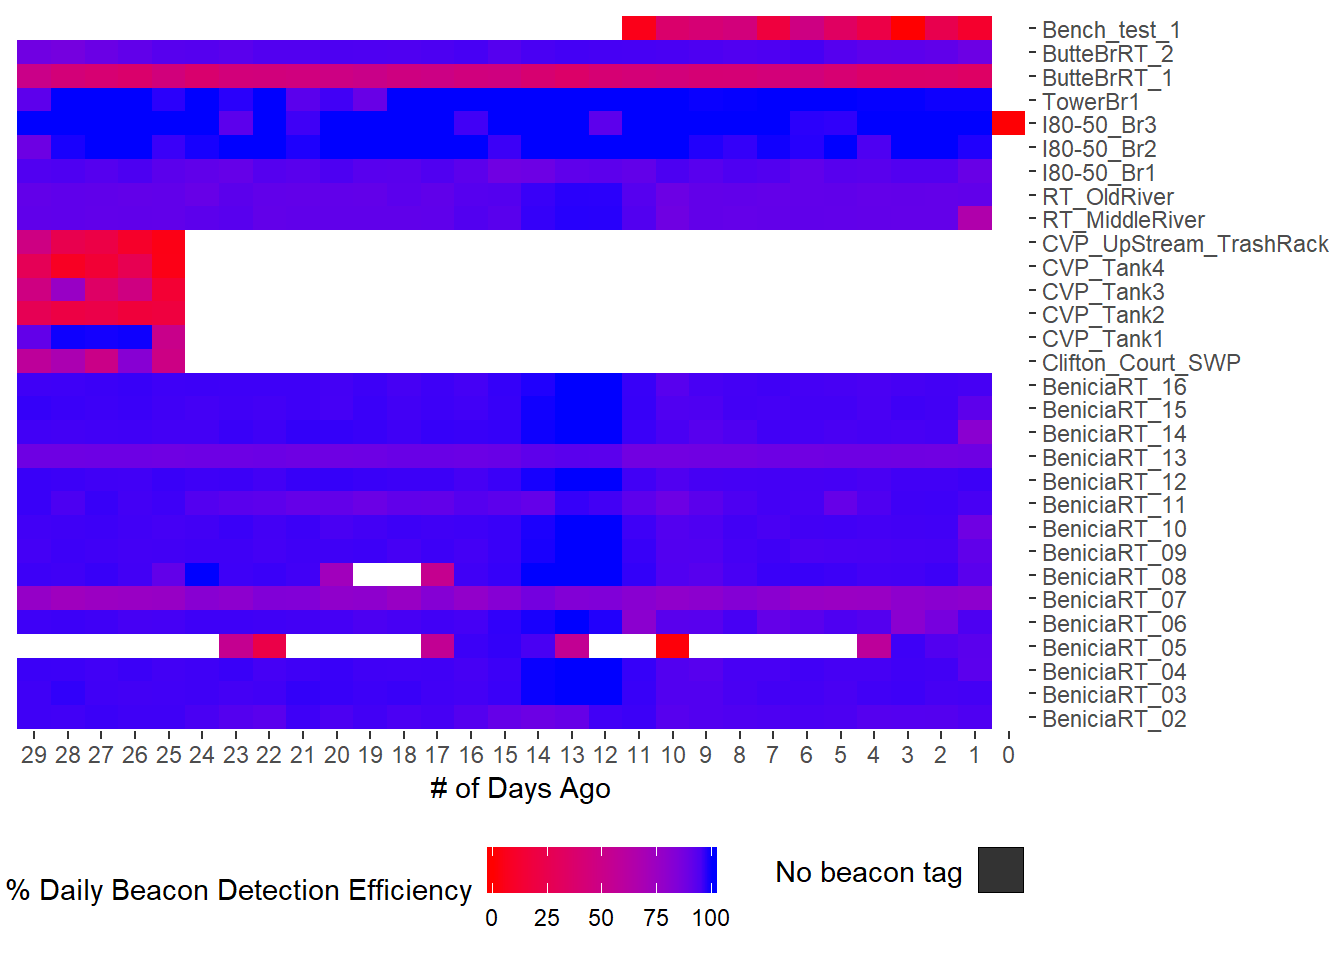 Bench_test_1
ButteBrRT_2
ButteBrRT_1
TowerBr1
I80-50_Br3
I80-50_Br2
I80-50_Br1
RT_OldRiver
RT_MiddleRiver
CVP_UpStream_TrashRack
CVP_Tank4
CVP_Tank3
CVP_Tank2
CVP_Tank1
Clifton_Court_SWP
BeniciaRT_16
BeniciaRT_15
BeniciaRT_14
BeniciaRT_13
BeniciaRT_12
BeniciaRT_11
BeniciaRT_10
BeniciaRT_09
BeniciaRT_08
BeniciaRT_07
BeniciaRT_06
BeniciaRT_05
BeniciaRT_04
BeniciaRT_03
BeniciaRT_02
29 28 27 26 25 24 23 22 21 20 19 18 17 16 15 14 13 12 11 10 9 8 7 6 5 4 3 2 1 0
# of Days Ago
% Daily Beacon Detection Efficiency
0 25 50 75 100
No beacon tag